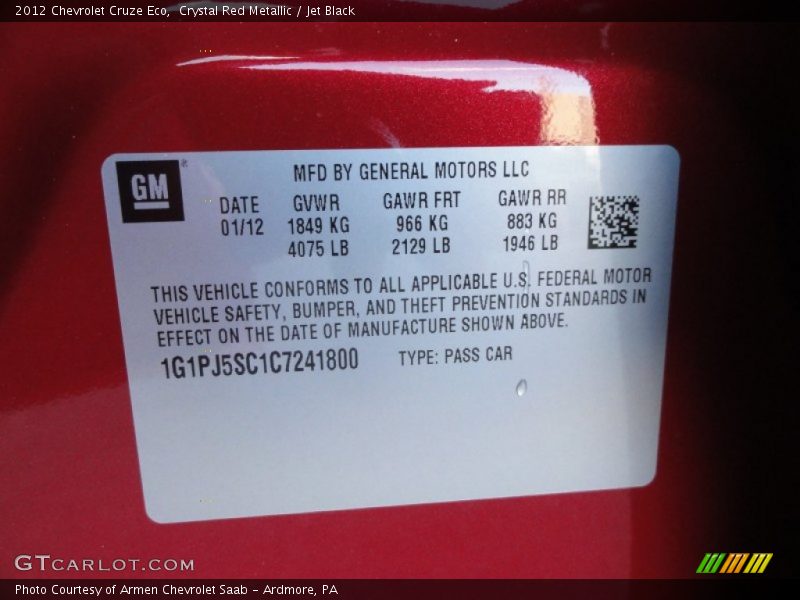 2012 Chevrolet Cruze Eco, Crystal Red Metallic / Jet Black
GM®
MFD BY GENERAL MOTORS LLC
DATE GVWR GAWR FRT GAWR RR
01/12 1849 KG 966 KG 883 KG
4075 LB 2129 LB 1946 LB
THIS VEHICLE CONFORMS TO ALL APPLICABLE U.S. FEDERAL MOTOR
VEHICLE SAFETY, BUMPER, AND THEFT PREVENTION STANDARDS IN
EFFECT ON THE DATE OF MANUFACTURE SHOWN ABOVE.
1G1PJ5SC1C7241800 TYPE: PASS CAR
GTCARLOT.COM
Photo Courtesy of Armen Chevrolet Saab - Ardmore, PA